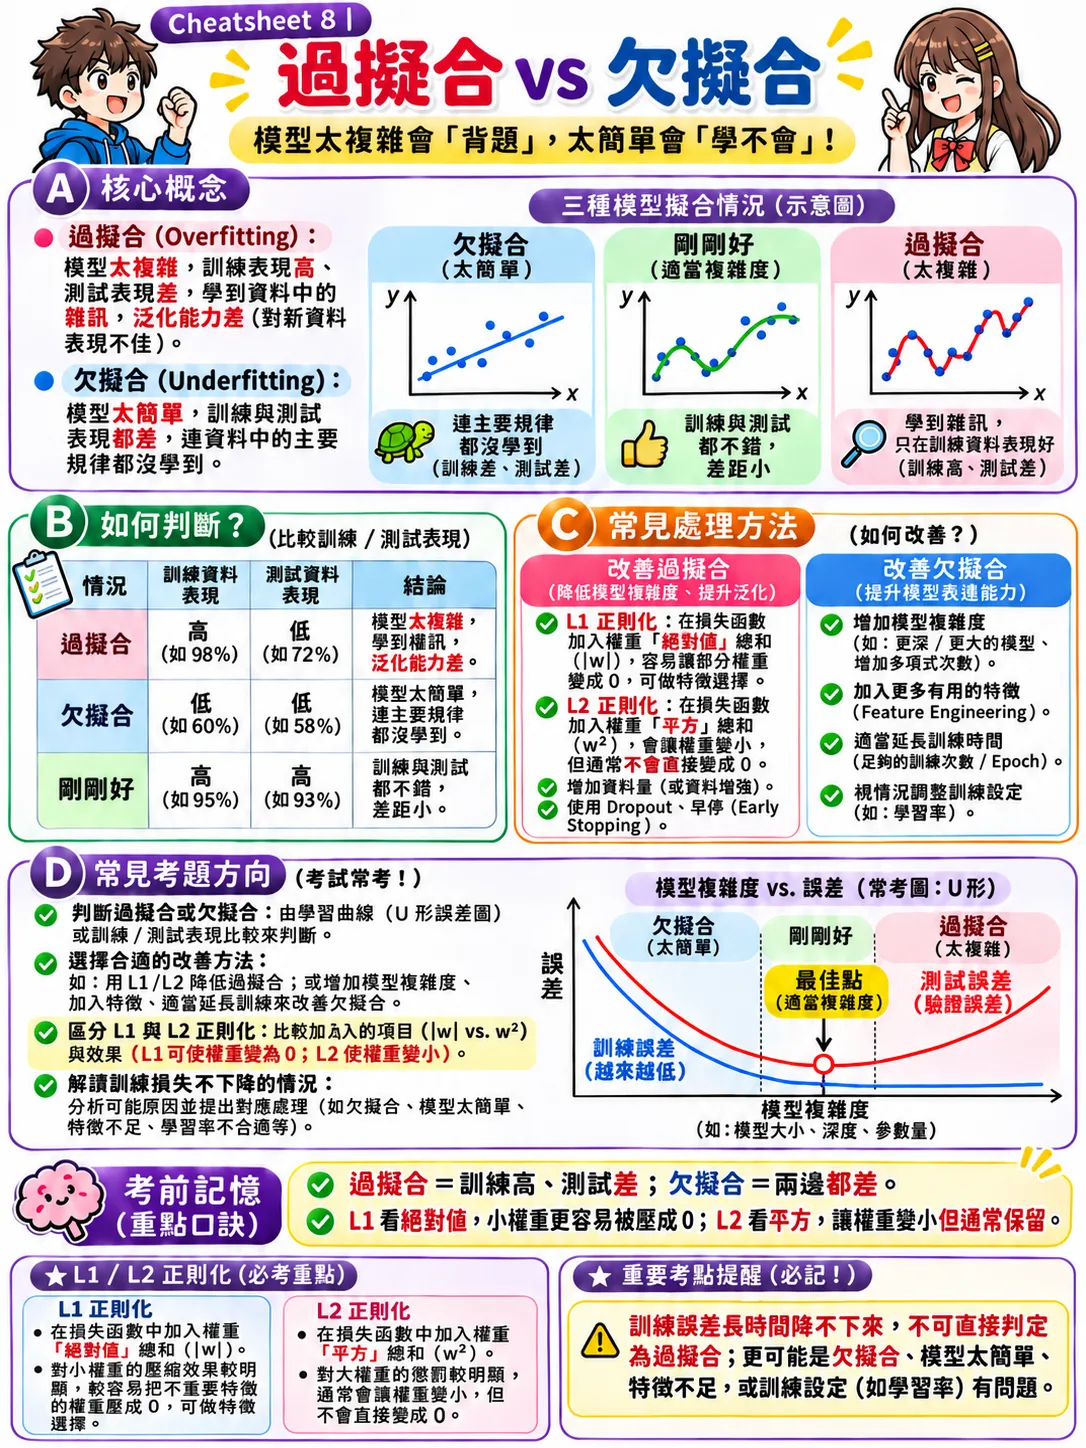 Cheatsheet 8 |
過擬合 vs 欠擬合
模型太複雜會「背題」，太簡單會「學不會」！
A 核心概念
過擬合 (Overfitting)：
模型太複雜，訓練表現高、
測試表現差，學到資料中的
雜訊，泛化能力差 (對新資料
表現不佳)。
欠擬合 (Underfitting)：
模型太簡單，訓練與測試
表現都差，連資料中的主要
規律都沒學到。
三種模型擬合情況 (示意圖)
欠擬合
(太簡單)
y
x
連主要規律
都沒學到
(訓練差、測試差)
剛剛好
(適當複雜度)
y
x
訓練與測試
都不錯，
差距小
過擬合
(太複雜)
y
x
學到雜訊，
只在訓練資料表現好
(訓練高、測試差)
B 如何判斷？ (比較訓練 / 測試表現)
情況
訓練資料
表現
測試資料
表現
結論
過擬合
高
(如 98%)
低
(如 72%)
模型太複雜，
學到權訊，
泛化能力差。
欠擬合
低
(如 60%)
低
(如 58%)
模型太簡單，
連主要規律
都沒學到。
剛剛好
高
(如 95%)
高
(如 93%)
訓練與測試
都不錯，
差距小。
C 常見處理方法 (如何改善？)
改善過擬合
(降低模型複雜度、提升泛化)
L1 正則化：在損失函數
加入權重「絕對值」總和
(|w|)，容易讓部分權重
變成 0，可做特徵選擇。
L2 正則化：在損失函數
加入權重「平方」總和
(w²)，會讓權重變小，
但通常不會直接變成 0。
增加資料量 (或資料增強)。
使用 Dropout、早停 (Early
Stopping)。
改善欠擬合
(提升模型表達能力)
增加模型複雜度
(如：更深 / 更大的模型、
增加多項式次數)。
加入更多有用的特徵
(Feature Engineering)。
適當延長訓練時間
(足夠的訓練次數 / Epoch)。
視情況調整訓練設定
(如：學習率)。
D 常見考題方向 (考試常考！)
判斷過擬合或欠擬合：由學習曲線 (U 形誤差圖)
或訓練 / 測試表現比較來判斷。
選擇合適的改善方法：
如：用 L1/L2 降低過擬合；或增加模型複雜度、
加入特徵、適當延長訓練來改善欠擬合。
區分 L1 與 L2 正則化：比較加入的項目 (|w| vs. w²)
與效果 (L1 可使權重變為 0；L2 使權重變小)。
解讀訓練損失不下降的情況：
分析可能原因並提出對應處理 (如欠擬合、模型太簡單、
特徵不足、學習率不合適等)。
模型複雜度 vs. 誤差 (常考圖：U 形)
誤差
欠擬合
(太簡單)
剛剛好
過擬合
(太複雜)
最佳點
(適當複雜度)
測試誤差
(驗證誤差)
訓練誤差
(越來越低)
模型複雜度
(如：模型大小、深度、參數量)
考前記憶
(重點口訣)
過擬合＝訓練高、測試差；欠擬合＝兩邊都差。
L1 看絕對值，小權重更容易被壓成 0；L2 看平方，讓權重變小但通常保留。
★ L1 / L2 正則化 (必考重點)
L1 正則化
• 在損失函數中加入權重
「絕對值」總和 (|w|)。
• 對小權重的壓縮效果較明
顯，較容易把不重要特徵
的權重壓成 0，可做特徵
選擇。
L2 正則化
• 在損失函數中加入權重
「平方」總和 (w²)。
• 對大權重的懲罰較明顯，
通常會讓權重變小，但
不會直接變成 0。
★ 重要考點提醒 (必記！)
訓練誤差長時間降不下來，不可直接判定
為過擬合；更可能是欠擬合、模型太簡單、
特徵不足，或訓練設定 (如學習率) 有問題。